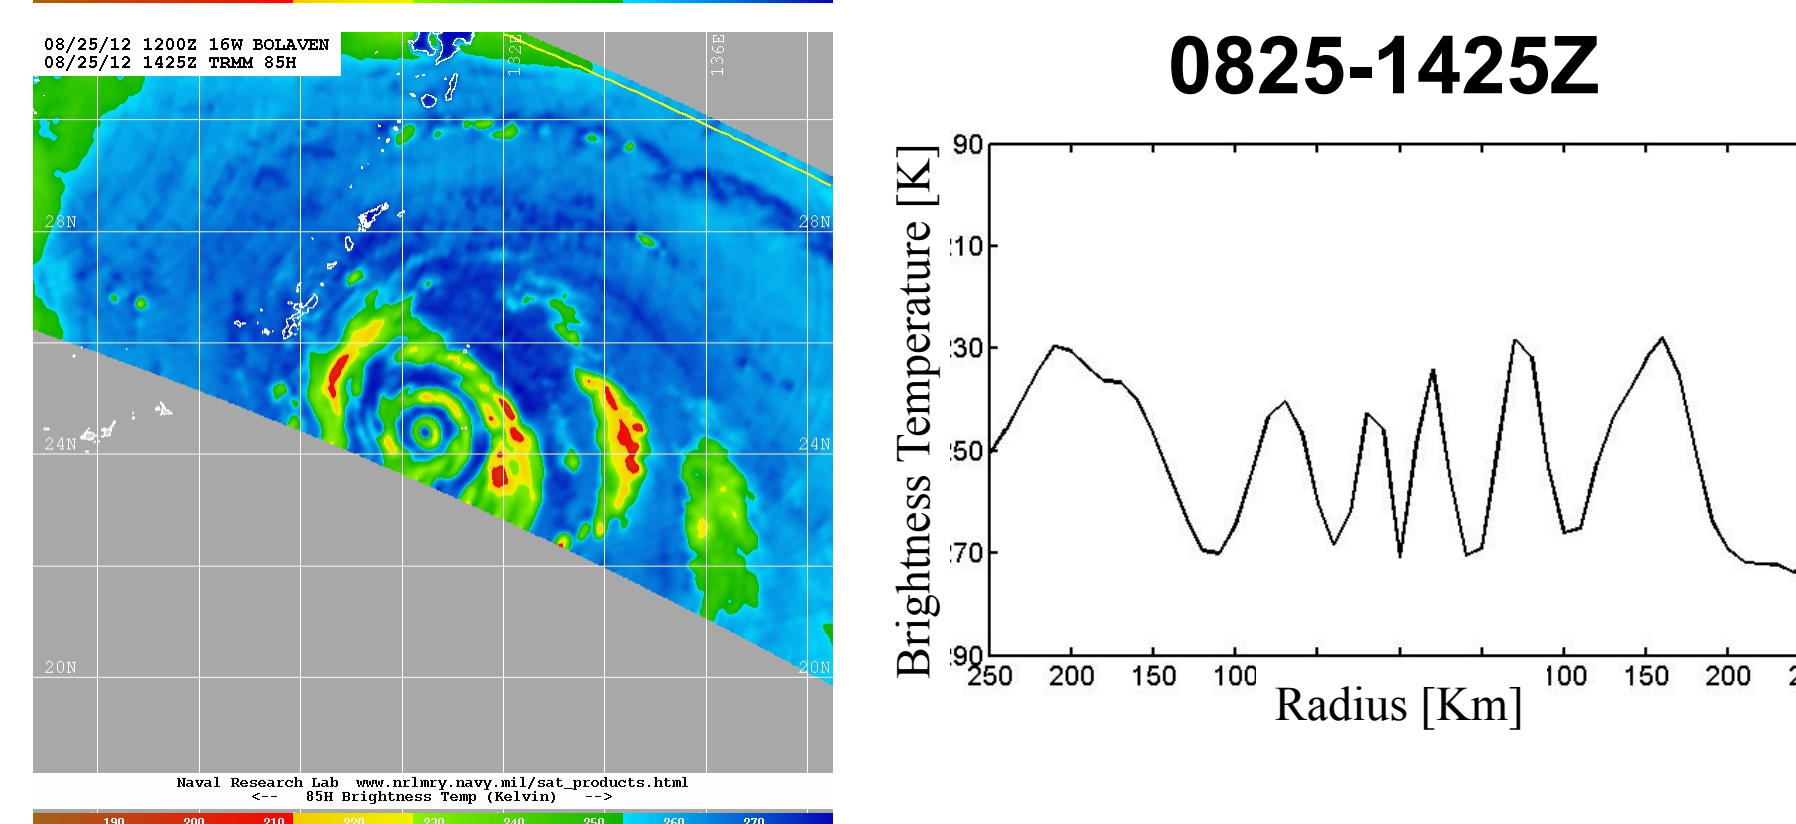 08/25/12 1200Z 16W BOLAVEN
08/25/12 1425Z TRMM 85H
132E
136E
28N
28N
24N
24N
20N
20N
Naval Research Lab www.nrlmry.navy.mil/sat_products.html
<-- 85H Brightness Temp (Kelvin) -->
190 200 210 220 230 240 250 260 270
0825-1425Z
Brightness Temperature [K]
90
10
30
50
70
90
250 200 150 100 100 150 200 2
Radius [Km]